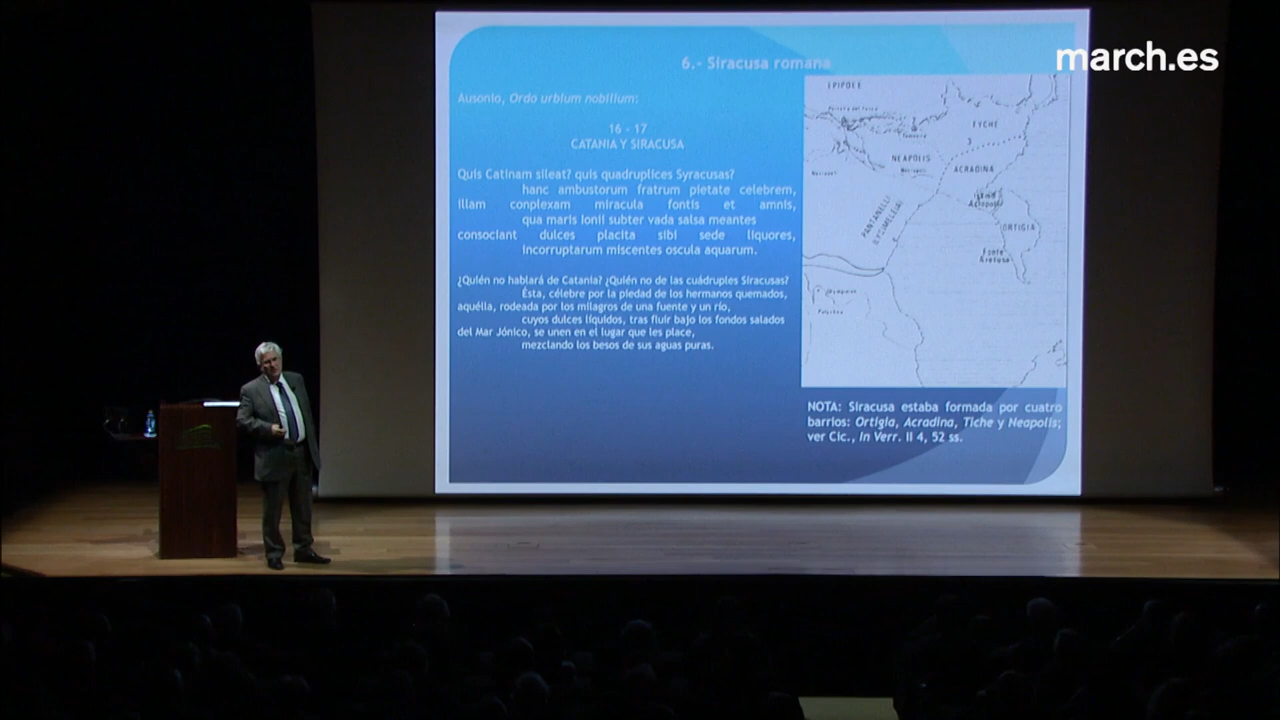 march.es
6.- Siracusa romana
Ausonio, Ordo urbium nobilium:
16 - 17
CATANIA Y SIRACUSA
Quis Catinam sileat? quis quadruplices Syracusas?
hanc ambustorum fratrum pietate celebrem,
illam conplexam miracula fontis et amnis,
qua maris Ionii subter vada salsa meantes
consociant dulces placita sibi sede liquores,
incorruptarum miscentes oscula aquarum.
¿Quién no hablará de Catania? ¿Quién no de las cuádruples Siracusas?
Ésta, célebre por la piedad de los hermanos quemados,
aquélla, rodeada por los milagros de una fuente y un río,
cuyos dulces líquidos, tras fluir bajo los fondos salados
del Mar Jónico, se unen en el lugar que les place,
mezclando los besos de sus aguas puras.
EPIPOLE
TYCHE
3
NEAPOLIS
ACRADINA
PANTANELLI
ORTIGIA
Fonte
Aretusa
NOTA: Siracusa estaba formada por cuatro
barrios: Ortigia, Acradina, Tiche y Neapolis;
ver Cic., In Verr. II 4, 52 ss.